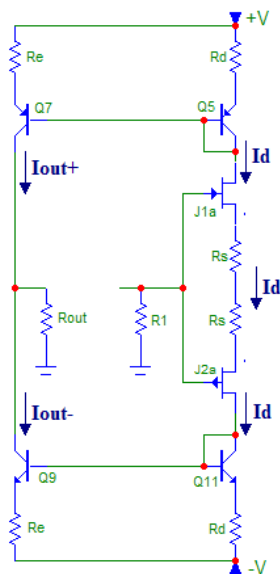 +V
Re
Rd
Q7
Q5
Iout+
Id
J1a
Rs
Id
Rout
R1
Rs
J2a
Iout-
Id
Q9
Q11
Re
Rd
-V